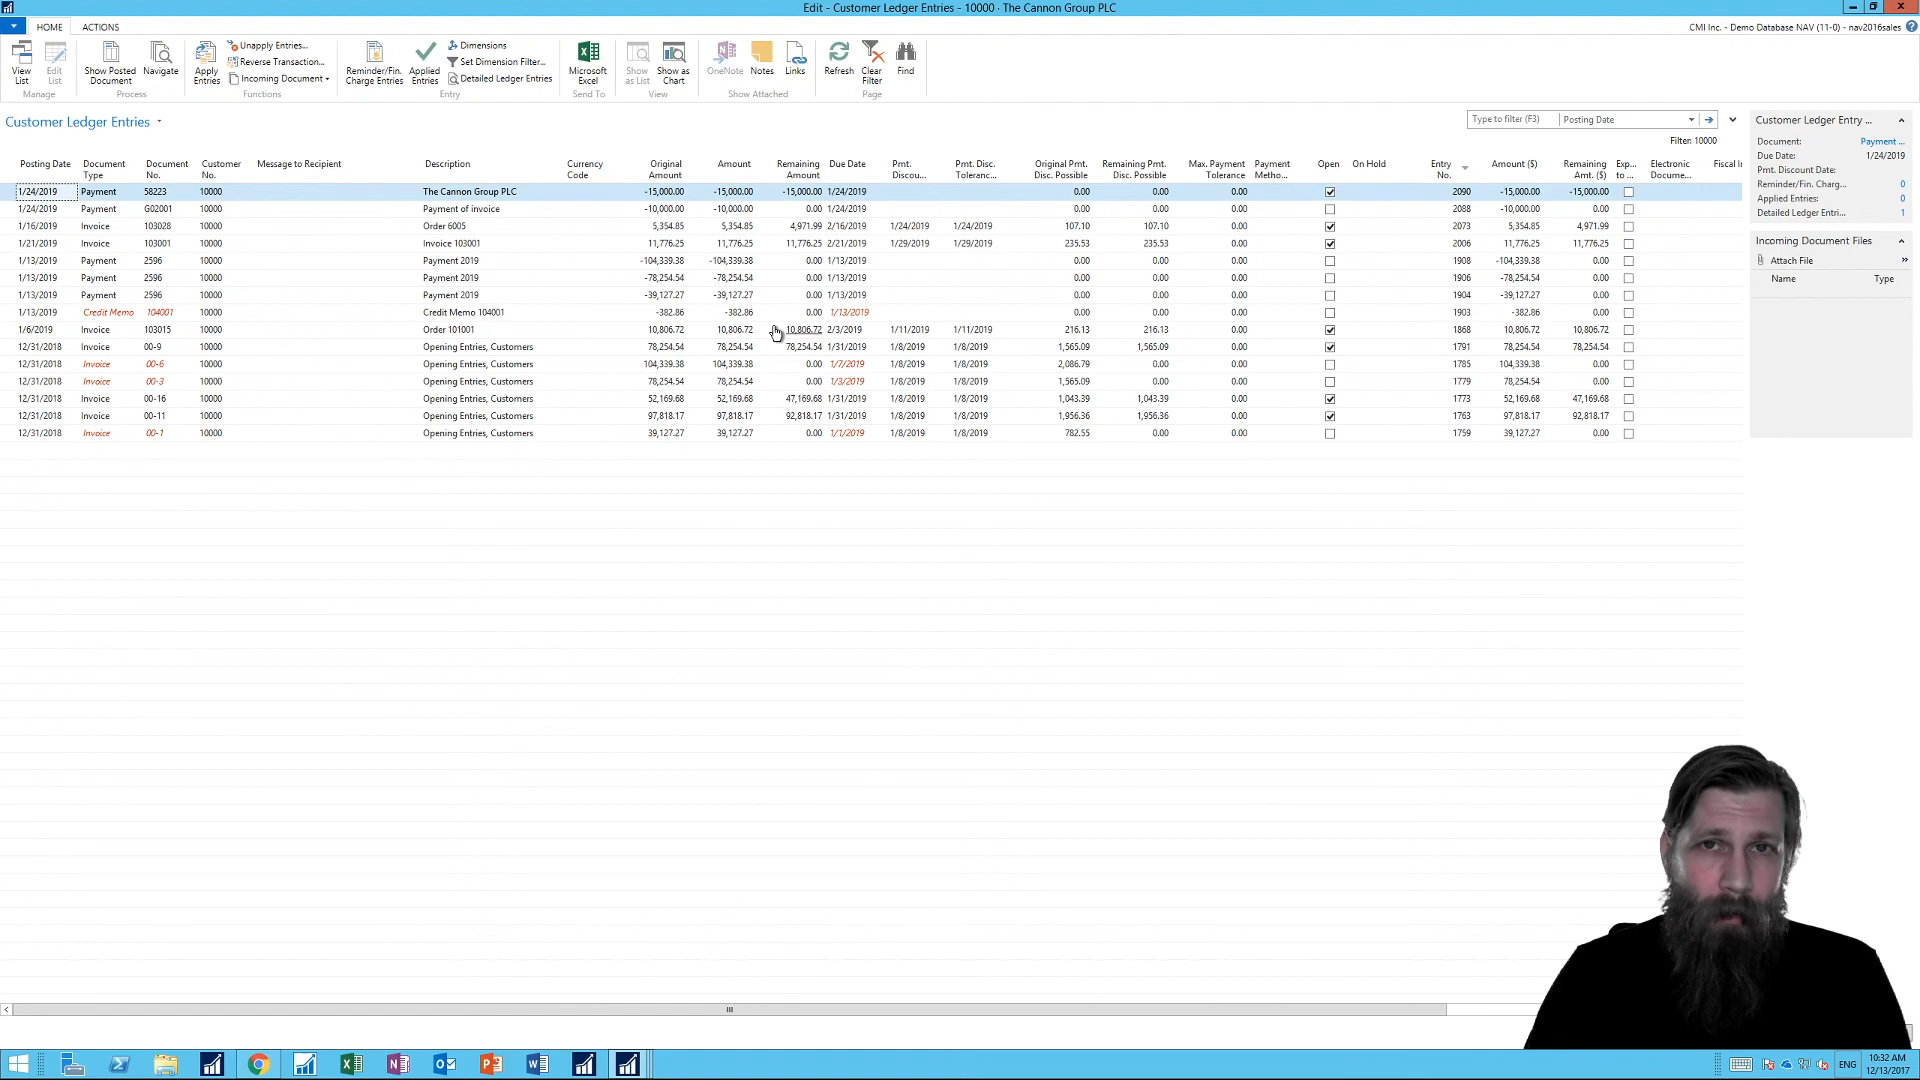 Edit - Customer Ledger Entries - 10000 · The Cannon Group PLC
HOME ACTIONS
CMI Inc. - Demo Database NAV (11-0) - nav2016sales
View List
Edit List
Manage
Show Posted Document
Navigate
Process
Apply Entries
Unapply Entries...
Reverse Transaction...
Incoming Document
Functions
Reminder/Fin. Charge Entries
Applied Entries
Dimensions
Set Dimension Filter...
Detailed Ledger Entries
Entry
Microsoft Excel
Send To
Show as List
Show as Chart
View
OneNote
Notes
Links
Show Attached
Refresh
Clear Filter
Find
Page
Customer Ledger Entries
Type to filter (F3) Posting Date
Filter: 10000
Posting Date Document Type Document No. Customer No. Message to Recipient Description Currency Code Original Amount Amount Remaining Amount Due Date Pmt. Discou... Pmt. Disc. Toleranc... Original Pmt. Disc. Possible Remaining Pmt. Disc. Possible Max. Payment Tolerance Payment Metho... Open On Hold Entry No. Amount ($) Remaining Amt. ($) Exp... to ... Electronic Docume... Fiscal In
1/24/2019 Payment 58223 10000 The Cannon Group PLC -15,000.00 -15,000.00 -15,000.00 1/24/2019 0.00 0.00 0.00 2090 -15,000.00 -15,000.00
1/24/2019 Payment G02001 10000 Payment of invoice -10,000.00 -10,000.00 0.00 1/24/2019 0.00 0.00 0.00 2088 -10,000.00 0.00
1/16/2019 Invoice 103028 10000 Order 6005 5,354.85 5,354.85 4,971.99 2/16/2019 1/24/2019 1/24/2019 107.10 107.10 0.00 2073 5,354.85 4,971.99
1/21/2019 Invoice 103001 10000 Invoice 103001 11,776.25 11,776.25 11,776.25 2/21/2019 1/29/2019 1/29/2019 235.53 235.53 0.00 2006 11,776.25 11,776.25
1/13/2019 Payment 2596 10000 Payment 2019 -104,339.38 -104,339.38 0.00 1/13/2019 0.00 0.00 0.00 1908 -104,339.38 0.00
1/13/2019 Payment 2596 10000 Payment 2019 -78,254.54 -78,254.54 0.00 1/13/2019 0.00 0.00 0.00 1906 -78,254.54 0.00
1/13/2019 Payment 2596 10000 Payment 2019 -39,127.27 -39,127.27 0.00 1/13/2019 0.00 0.00 0.00 1904 -39,127.27 0.00
1/13/2019 Credit Memo 104001 10000 Credit Memo 104001 -382.86 -382.86 0.00 1/13/2019 0.00 0.00 0.00 1903 -382.86 0.00
1/6/2019 Invoice 103015 10000 Order 101001 10,806.72 10,806.72 10,806.72 2/3/2019 1/11/2019 1/11/2019 216.13 216.13 0.00 1868 10,806.72 10,806.72
12/31/2018 Invoice 00-9 10000 Opening Entries, Customers 78,254.54 78,254.54 78,254.54 1/31/2019 1/8/2019 1/8/2019 1,565.09 1,565.09 0.00 1791 78,254.54 78,254.54
12/31/2018 Invoice 00-6 10000 Opening Entries, Customers 104,339.38 104,339.38 0.00 1/7/2019 1/8/2019 1/8/2019 2,086.79 0.00 0.00 1785 104,339.38 0.00
12/31/2018 Invoice 00-3 10000 Opening Entries, Customers 78,254.54 78,254.54 0.00 1/3/2019 1/8/2019 1/8/2019 1,565.09 0.00 0.00 1779 78,254.54 0.00
12/31/2018 Invoice 00-16 10000 Opening Entries, Customers 52,169.68 52,169.68 47,169.68 1/31/2019 1/8/2019 1/8/2019 1,043.39 1,043.39 0.00 1773 52,169.68 47,169.68
12/31/2018 Invoice 00-11 10000 Opening Entries, Customers 97,818.17 97,818.17 92,818.17 1/31/2019 1/8/2019 1/8/2019 1,956.36 1,956.36 0.00 1763 97,818.17 92,818.17
12/31/2018 Invoice 00-1 10000 Opening Entries, Customers 39,127.27 39,127.27 0.00 1/1/2019 1/8/2019 1/8/2019 782.55 0.00 0.00 1759 39,127.27 0.00
Customer Ledger Entry ...
Document: Payment ...
Due Date: 1/24/2019
Pmt. Discount Date:
Reminder/Fin. Charg... 0
Applied Entries: 0
Detailed Ledger Entri... 1
Incoming Document Files
Attach File
Name Type
ENG
10:32 AM
12/13/2017